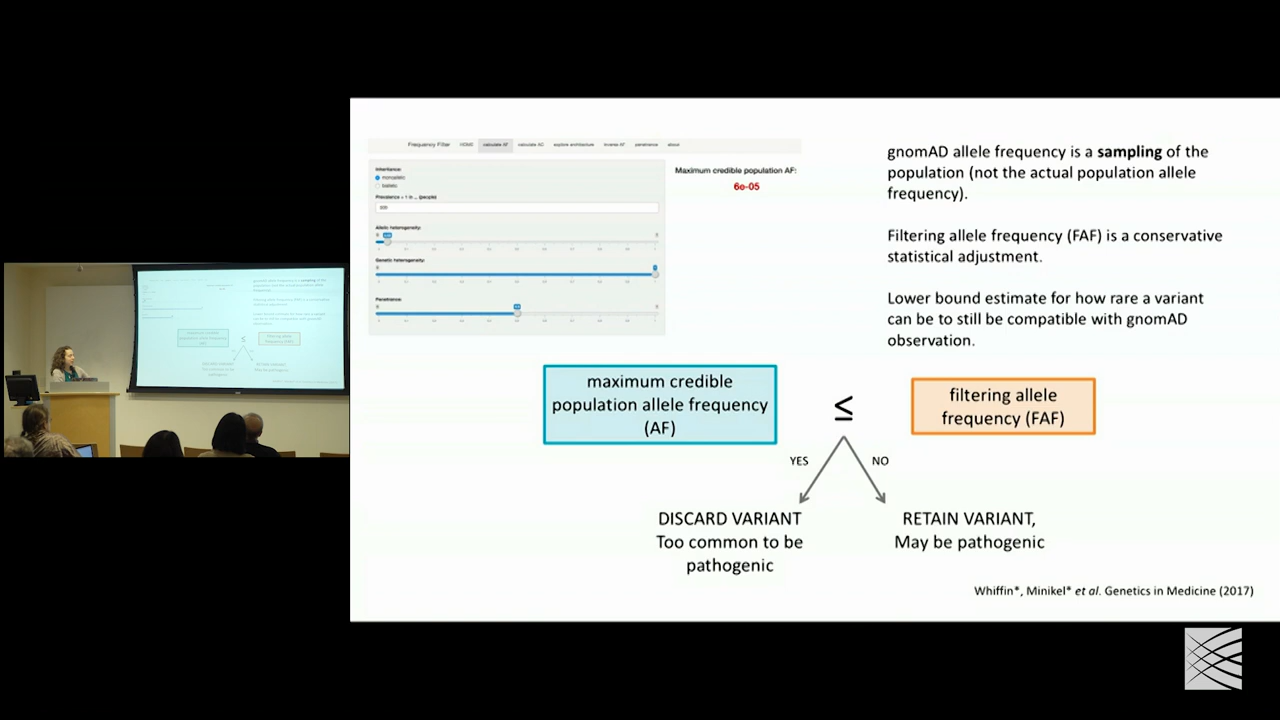 Frequency Filter HOME calculate AF calculate AC explore architecture inverse AF penetrance about
Inheritance:
monoallelic
biallelic
Prevalence = 1 in ... (people)
Allelic heterogeneity:
Genetic heterogeneity:
Penetrance:
Maximum credible population AF:
6e-05
gnomAD allele frequency is a sampling of the
population (not the actual population allele
frequency).
Filtering allele frequency (FAF) is a conservative
statistical adjustment.
Lower bound estimate for how rare a variant
can be to still be compatible with gnomAD
observation.
maximum credible
population allele frequency
(AF)
≤
filtering allele
frequency (FAF)
YES
NO
DISCARD VARIANT
Too common to be
pathogenic
RETAIN VARIANT,
May be pathogenic
Whiffin*, Minikel* et al. Genetics in Medicine (2017)